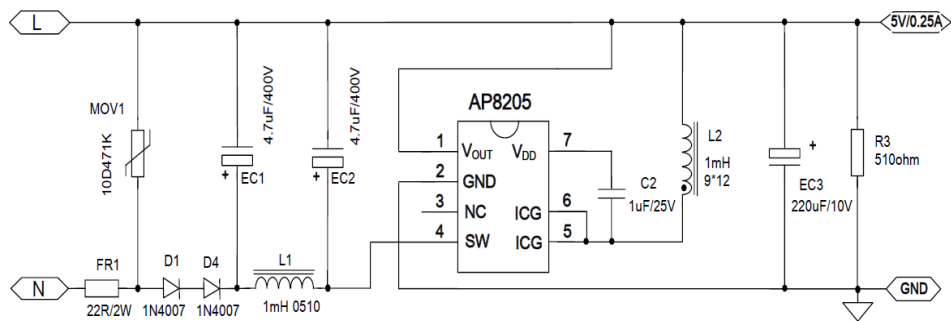 L
5V/0.25A
MOV1
10D471K
4.7uF/400V
EC1
4.7uF/400V
EC2
AP8205
1
VOUT
VDD
7
2
GND
3
NC
ICG
6
4
SW
ICG
5
C2
1uF/25V
L2
1mH
9*12
EC3
220uF/10V
R3
510ohm
N
FR1
22R/2W
D1
1N4007
D4
1N4007
L1
1mH 0510
GND
+
+
+